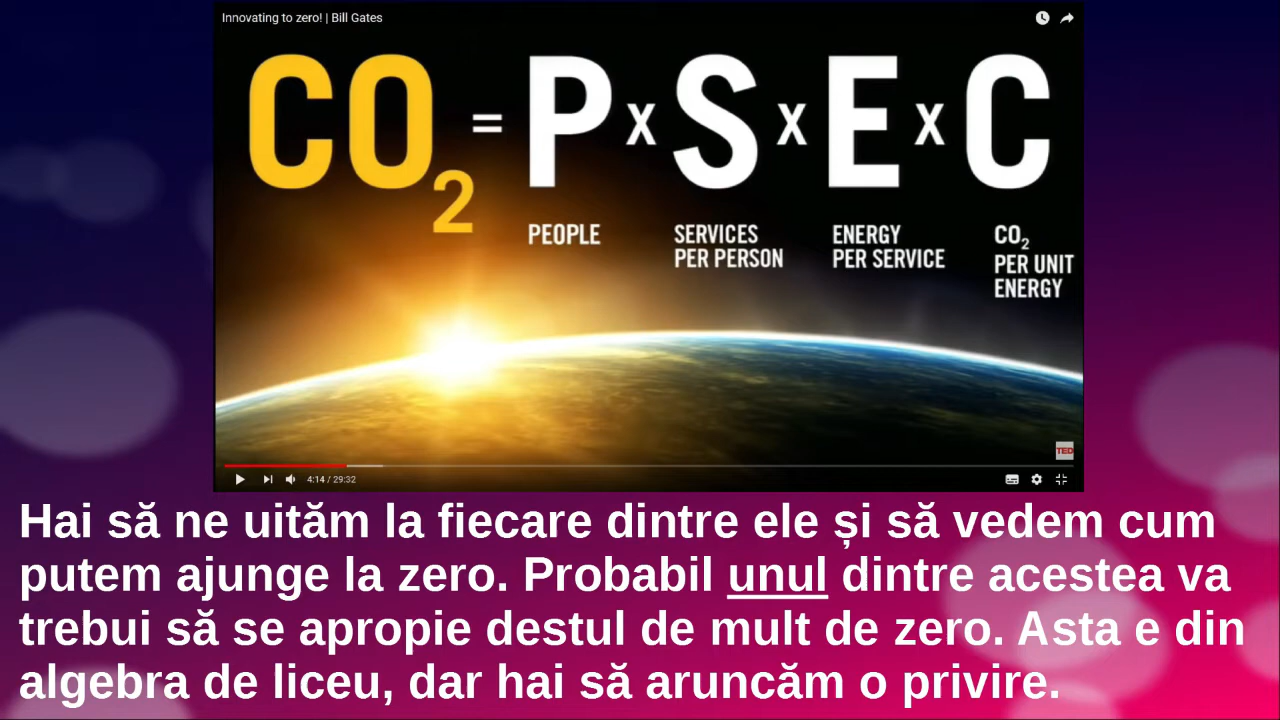 Innovating to zero! | Bill Gates
CO2 = P x S x E x C
PEOPLE
SERVICES
PER PERSON
ENERGY
PER SERVICE
CO2
PER UNIT
ENERGY
TED
4:14 / 29:32
Hai să ne uităm la fiecare dintre ele și să vedem cum
putem ajunge la zero. Probabil unul dintre acestea va
trebui să se apropie destul de mult de zero. Asta e din
algebra de liceu, dar hai să aruncăm o privire.